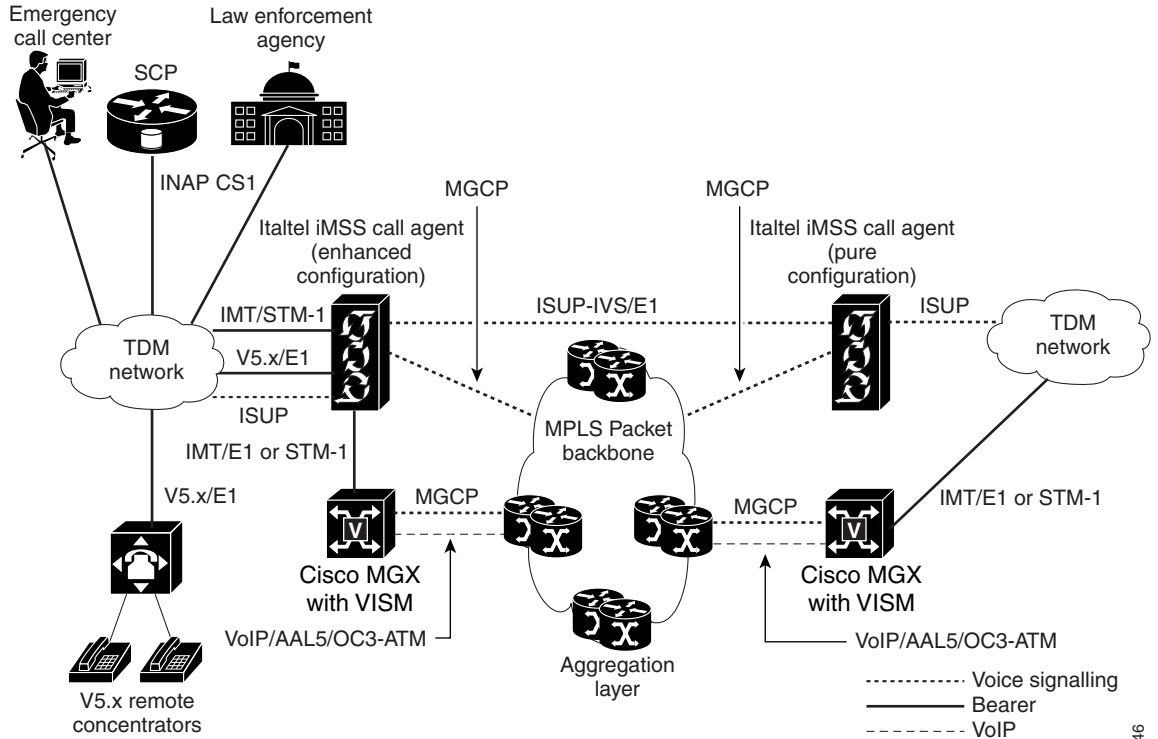 Emergency
call center
SCP
Law enforcement
agency
INAP CS1
MGCP
MGCP
Italtel iMSS call agent
(enhanced
configuration)
Italtel iMSS call agent
(pure
configuration)
IMT/STM-1
ISUP-IVS/E1
ISUP
TDM
network
V5.x/E1
TDM
network
ISUP
MPLS Packet
backbone
IMT/E1 or STM-1
V5.x/E1
MGCP
MGCP
IMT/E1 or STM-1
V
V
Cisco MGX
with VISM
Cisco MGX
with VISM
VoIP/AAL5/OC3-ATM
VoIP/AAL5/OC3-ATM
Aggregation
layer
V5.x remote
concentrators
Voice signalling
Bearer
VoIP
46